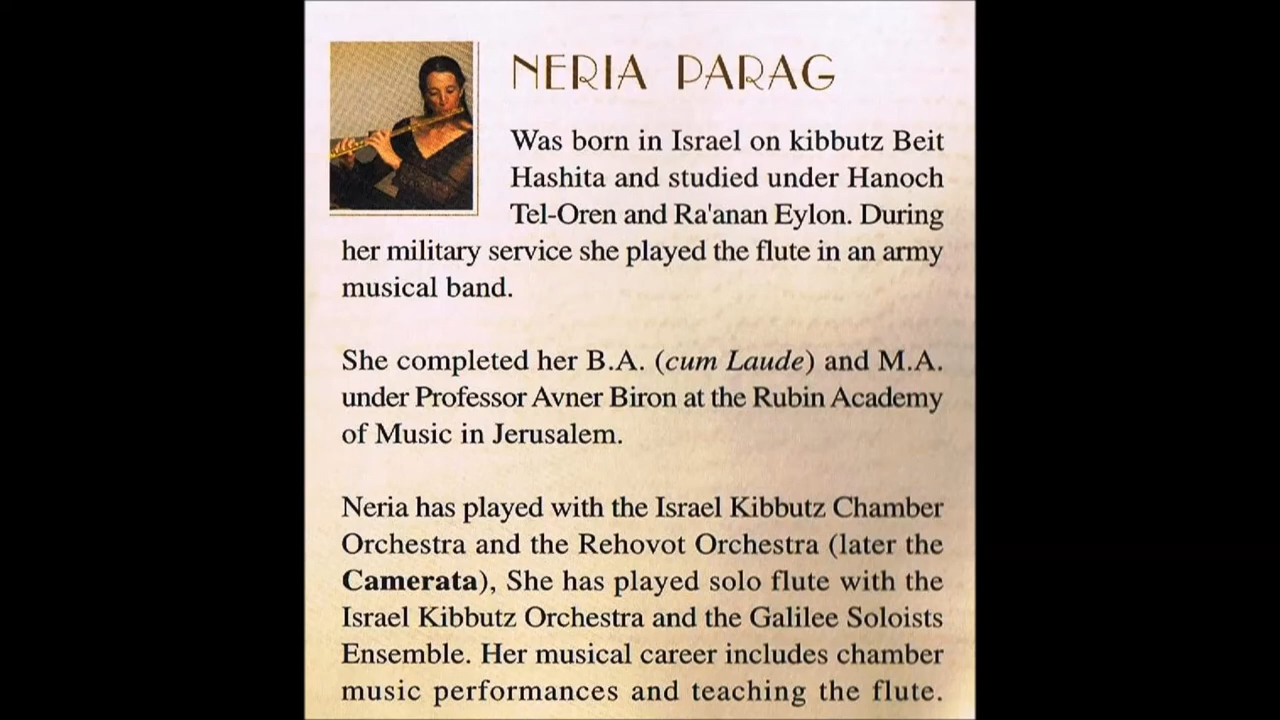 NERIA PARAG
Was born in Israel on kibbutz Beit
Hashita and studied under Hanoch
Tel-Oren and Ra'anan Eylon. During
her military service she played the flute in an army
musical band.
She completed her B.A. (cum Laude) and M.A.
under Professor Avner Biron at the Rubin Academy
of Music in Jerusalem.
Neria has played with the Israel Kibbutz Chamber
Orchestra and the Rehovot Orchestra (later the
Camerata), She has played solo flute with the
Israel Kibbutz Orchestra and the Galilee Soloists
Ensemble. Her musical career includes chamber
music performances and teaching the flute.